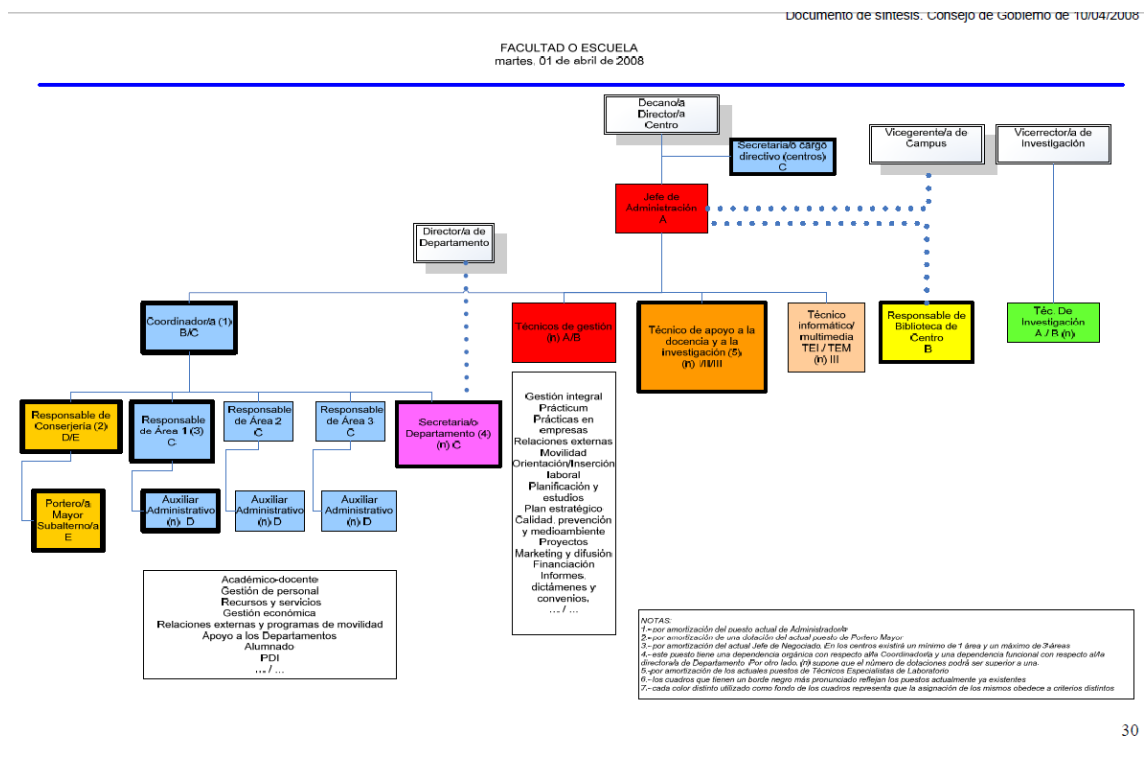 Documento de síntesis. Consejo de Gobierno de 10/04/2008
FACULTAD O ESCUELA
martes, 01 de abril de 2008
Decano/a
Director/a
Centro
Secretaria/o cargo
directivo (centros)
C
Vicegerente/a de
Campus
Vicerrector/a de
Investigación
Jefe de
Administración
A
Director/a de
Departamento
Coordinador/a (1)
B/C
Técnicos de gestión
(n) A/B
Técnico de apoyo a la
docencia y a la
investigación (5)
(n) I/II/III
Técnico
informático/
multimedia
TEI / TEM
(n) III
Responsable de
Biblioteca de
Centro
B
Téc. De
Investigación
A / B (n)
Responsable de
Conserjería (2)
D/E
Responsable
de Área 1 (3)
C
Responsable
de Área 2
C
Responsable
de Área 3
C
Secretaria/o
Departamento (4)
(n) C
Portero/a
Mayor
Subalterno/a
E
Auxiliar
Administrativo
(n) D
Auxiliar
Administrativo
(n) D
Auxiliar
Administrativo
(n) D
Gestión integral
Prácticum
Prácticas en
empresas
Relaciones externas
Movilidad
Orientación/Inserción
laboral
Planificación y
estudios
Plan estratégico
Calidad, prevención
y medioambiente
Proyectos
Marketing y difusión
Financiación
Informes,
dictámenes y
convenios,
... / ...
Académico-docente
Gestión de personal
Recursos y servicios
Gestión económica
Relaciones externas y programas de movilidad
Apoyo a los Departamentos
Alumnado
PDI
... / ...
NOTAS:
1.- por amortización del puesto actual de Administrador/a
2.- por amortización de una dotación del actual puesto de Portero Mayor
3.- por amortización del actual Jefe de Negociado. En los centros existirá un mínimo de 1 área y un máximo de 3 áreas
4.- este puesto tiene una dependencia orgánica con respecto al/la Coordinador/a y una dependencia funcional con respecto al/la
director/a de Departamento. Por otro lado, (n) supone que el número de dotaciones podrá ser superior a una.
5.- por amortización de los actuales puestos de Técnicos Especialistas de Laboratorio
6.- los cuadros que tienen un borde negro más pronunciado reflejan los puestos actualmente ya existentes
7.- cada color distinto utilizado como fondo de los cuadros representa que la asignación de los mismos obedece a criterios distintos
30